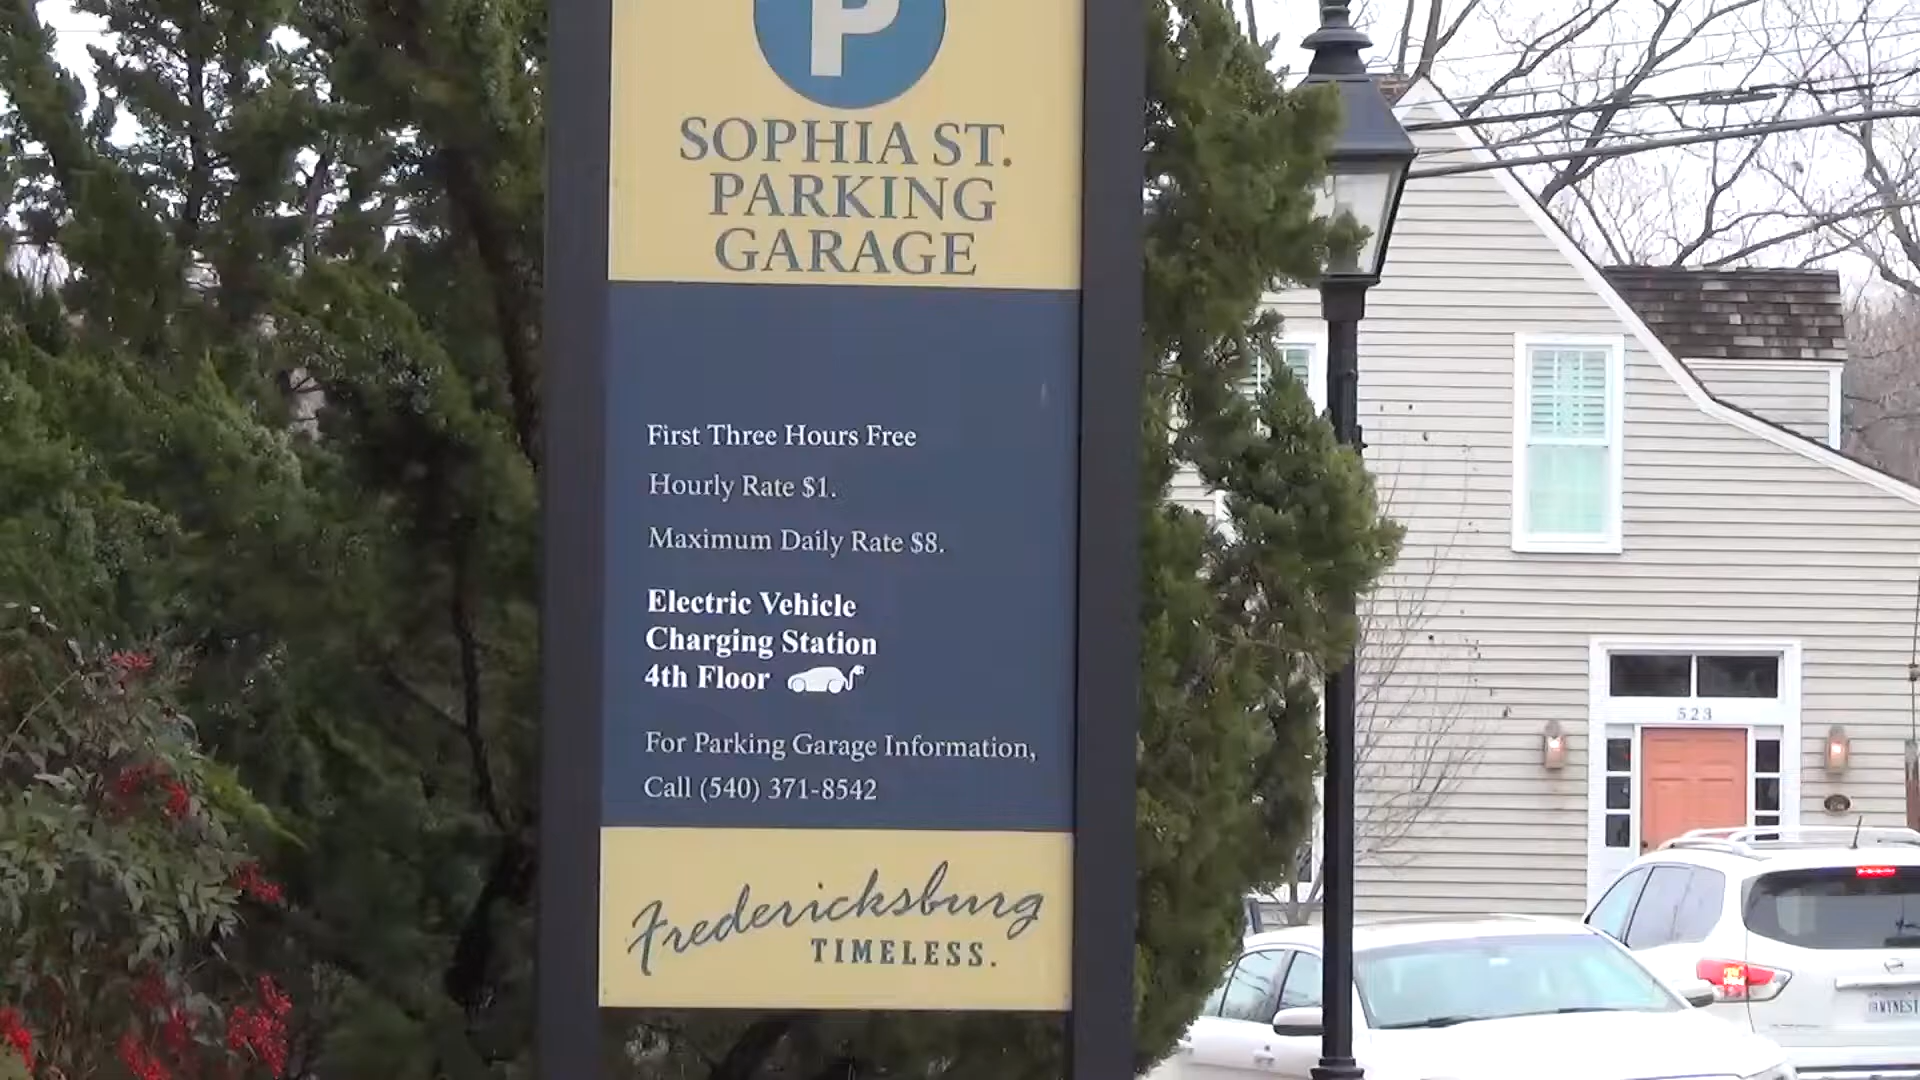 P
SOPHIA ST.
PARKING
GARAGE
First Three Hours Free
Hourly Rate $1.
Maximum Daily Rate $8.
Electric Vehicle
Charging Station
4th Floor
For Parking Garage Information,
Call (540) 371-8542
Fredericksburg
TIMELESS.
523